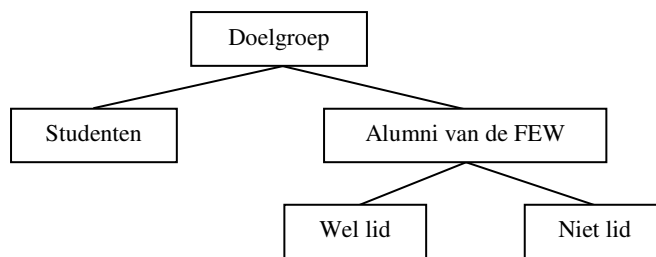 Doelgroep
Studenten
Alumni van de FEW
Wel lid
Niet lid